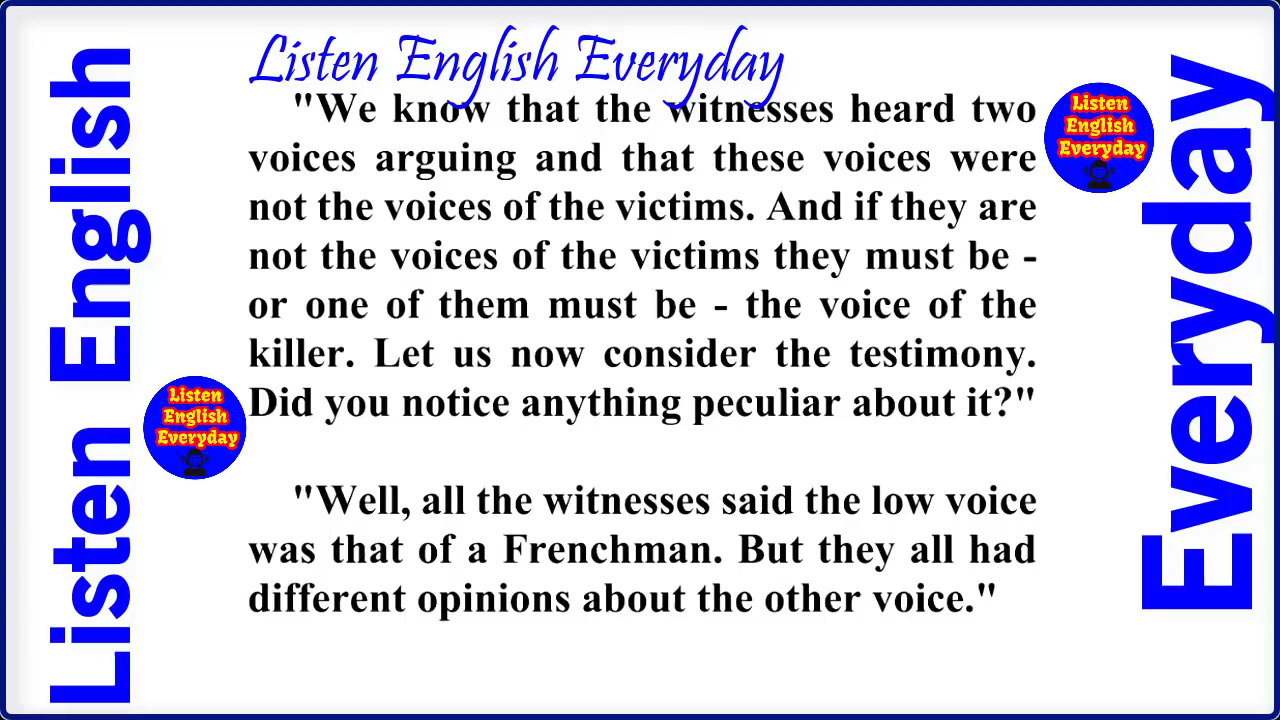 Listen English Everyday
"We know that the witnesses heard two
voices arguing and that these voices were
not the voices of the victims. And if they are
not the voices of the victims they must be -
or one of them must be - the voice of the
killer. Let us now consider the testimony.
Did you notice anything peculiar about it?"
"Well, all the witnesses said the low voice
was that of a Frenchman. But they all had
different opinions about the other voice."
Listen English
Everyday
Listen
English
Everyday
Listen
English
Everyday